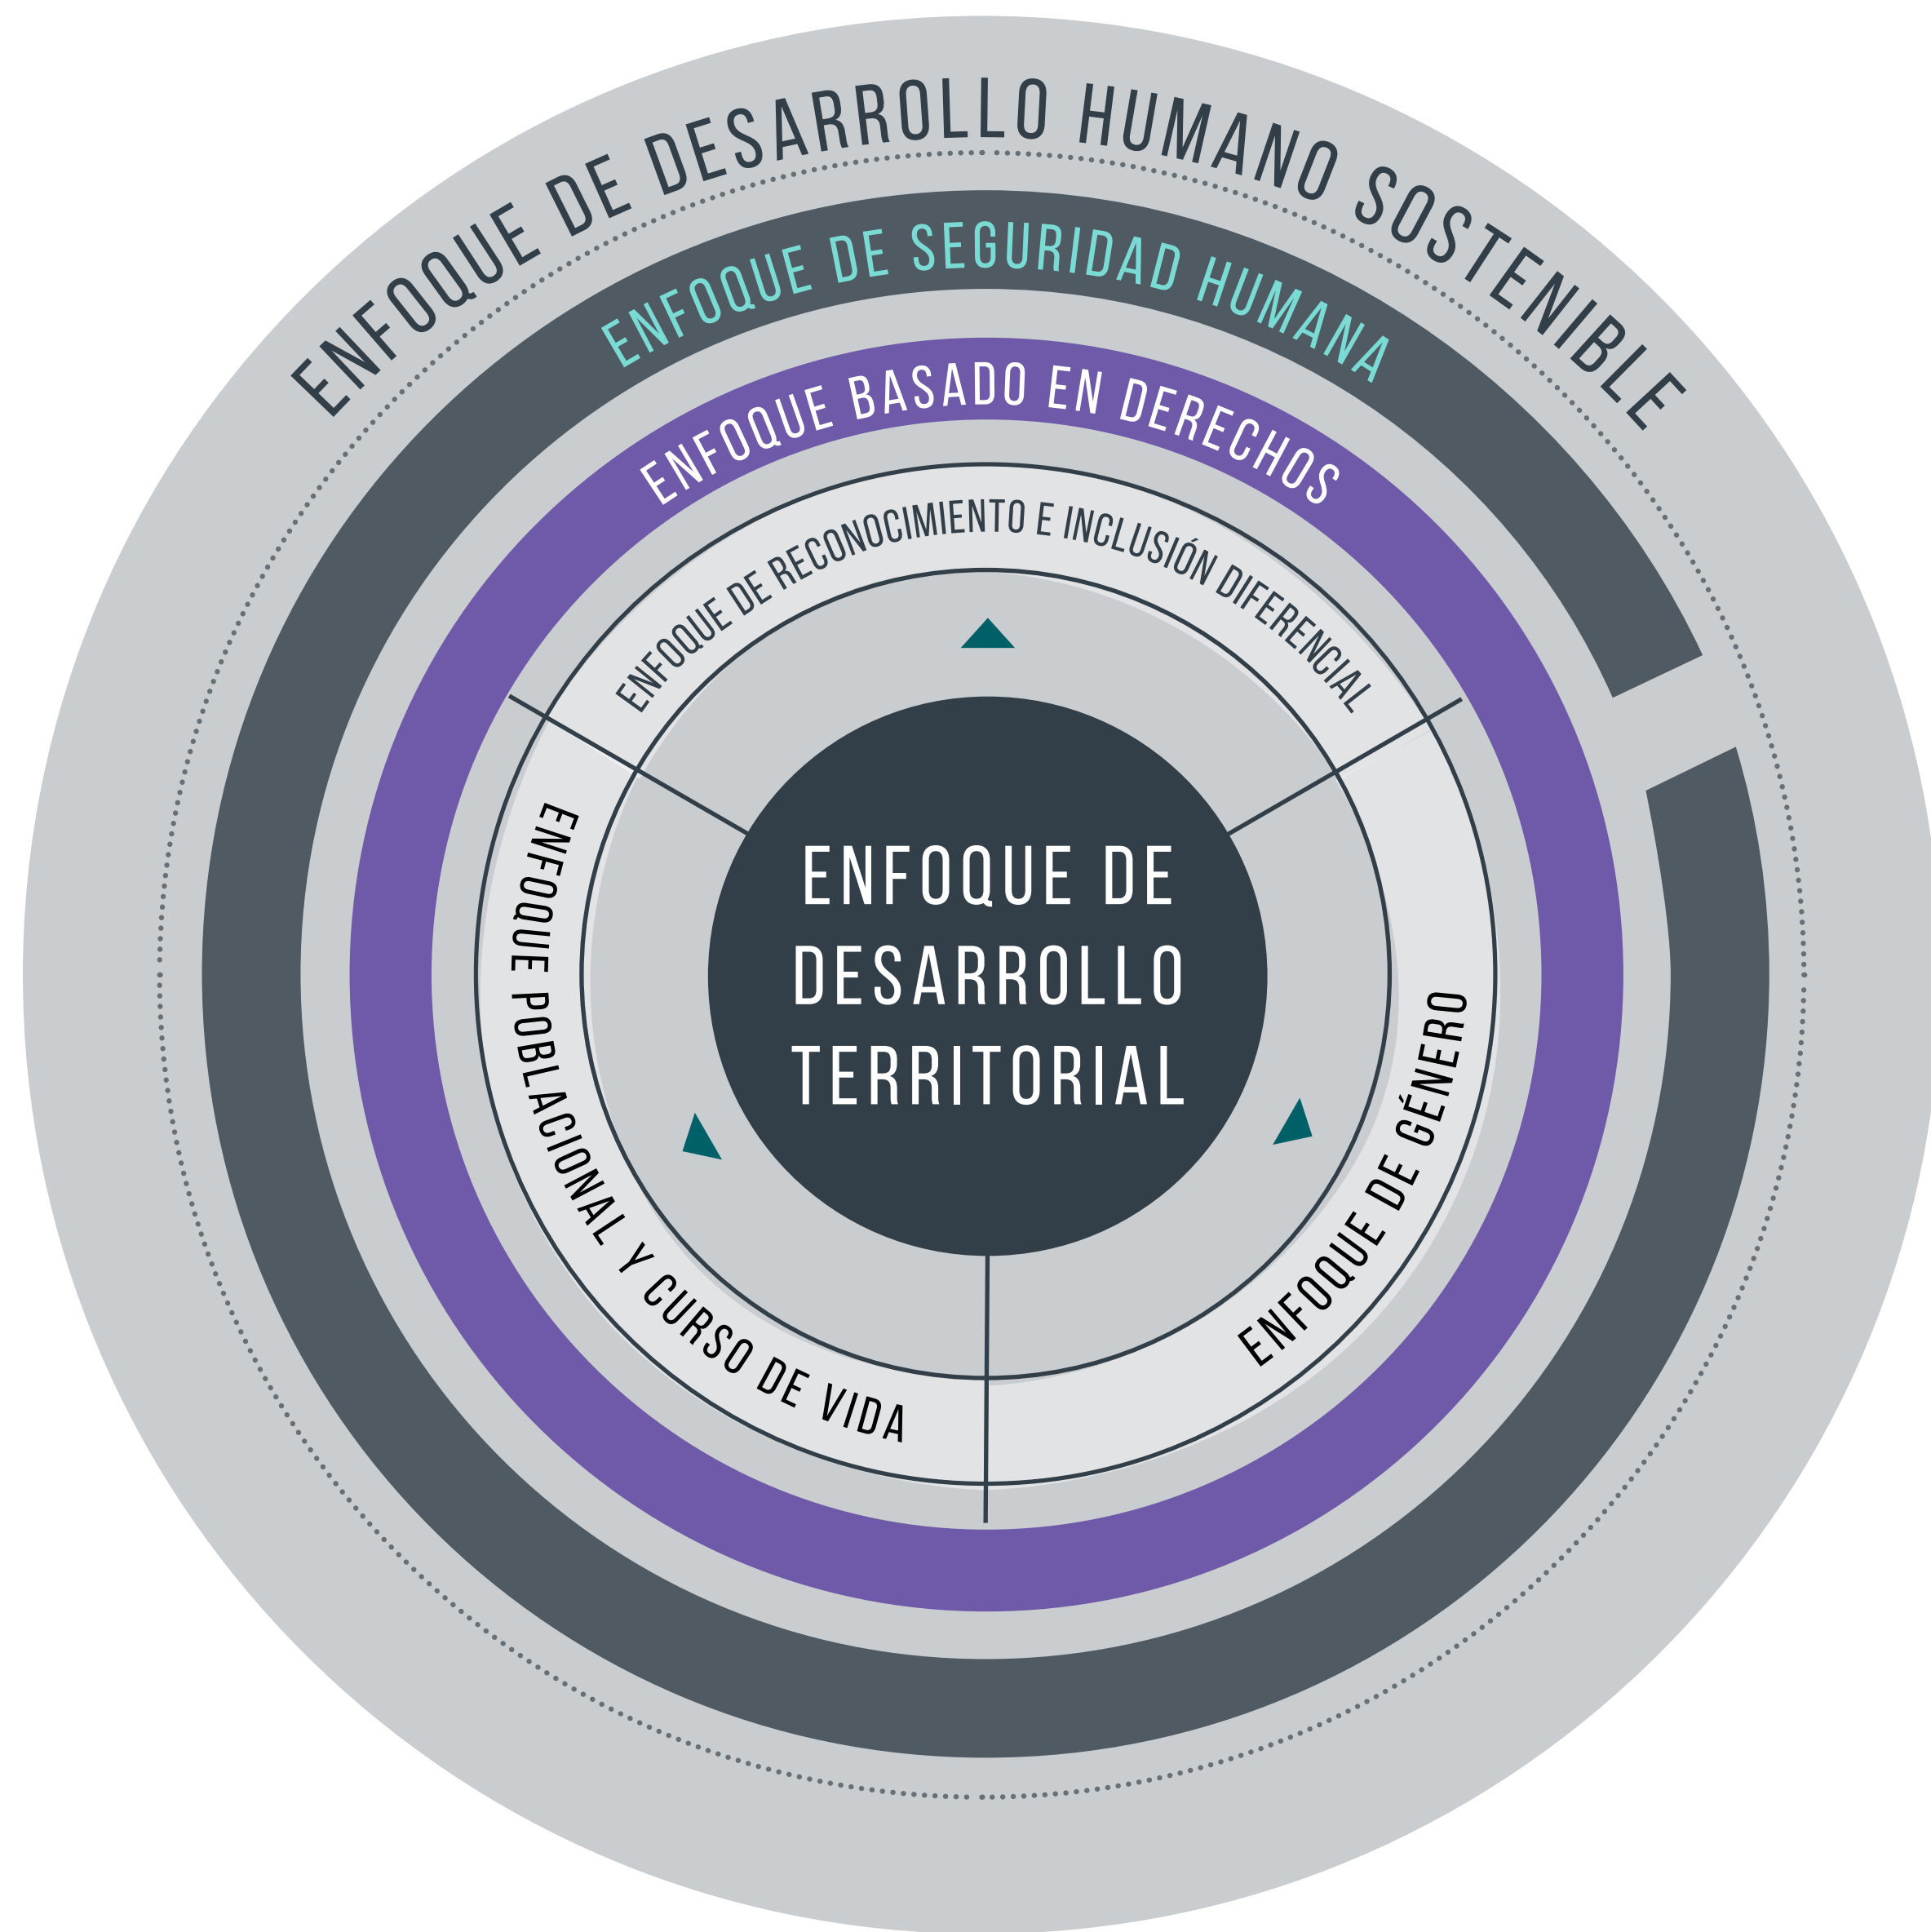 ENFOQUE DE DESARROLLO HUMANO SOSTENIBLE
ENFOQUE DE SEGURIDAD HUMANA
ENFOQUE BASADO EN DERECHOS
ENFOQUE DE RECONOCIMIENTO E INCLUSIÓN DIFERENCIAL
ENFOQUE DE
DESARROLLO
TERRITORIAL
ENFOQUE POBLACIONAL Y CURSO DE VIDA
ENFOQUE DE GÉNERO